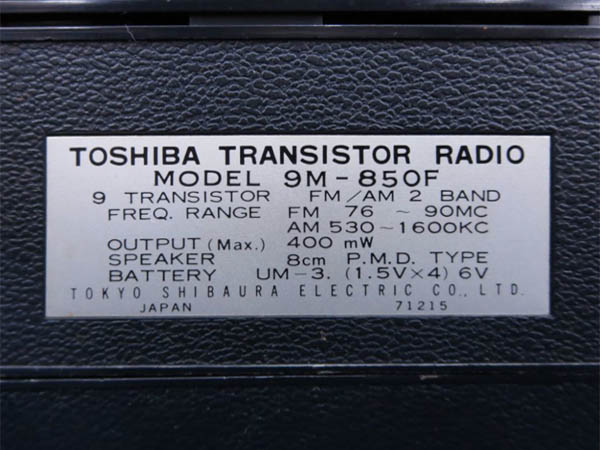 TOSHIBA TRANSISTOR RADIO
MODEL 9M-850F
9 TRANSISTOR FM/AM 2 BAND
FREQ. RANGE FM 76 ~ 90MC
AM 530~1600KC
OUTPUT (Max.) 400 mW
SPEAKER 8cm P.M.D. TYPE
BATTERY UM-3. (1.5V×4) 6V
TOKYO SHIBAURA ELECTRIC CO., LTD.
JAPAN 71215